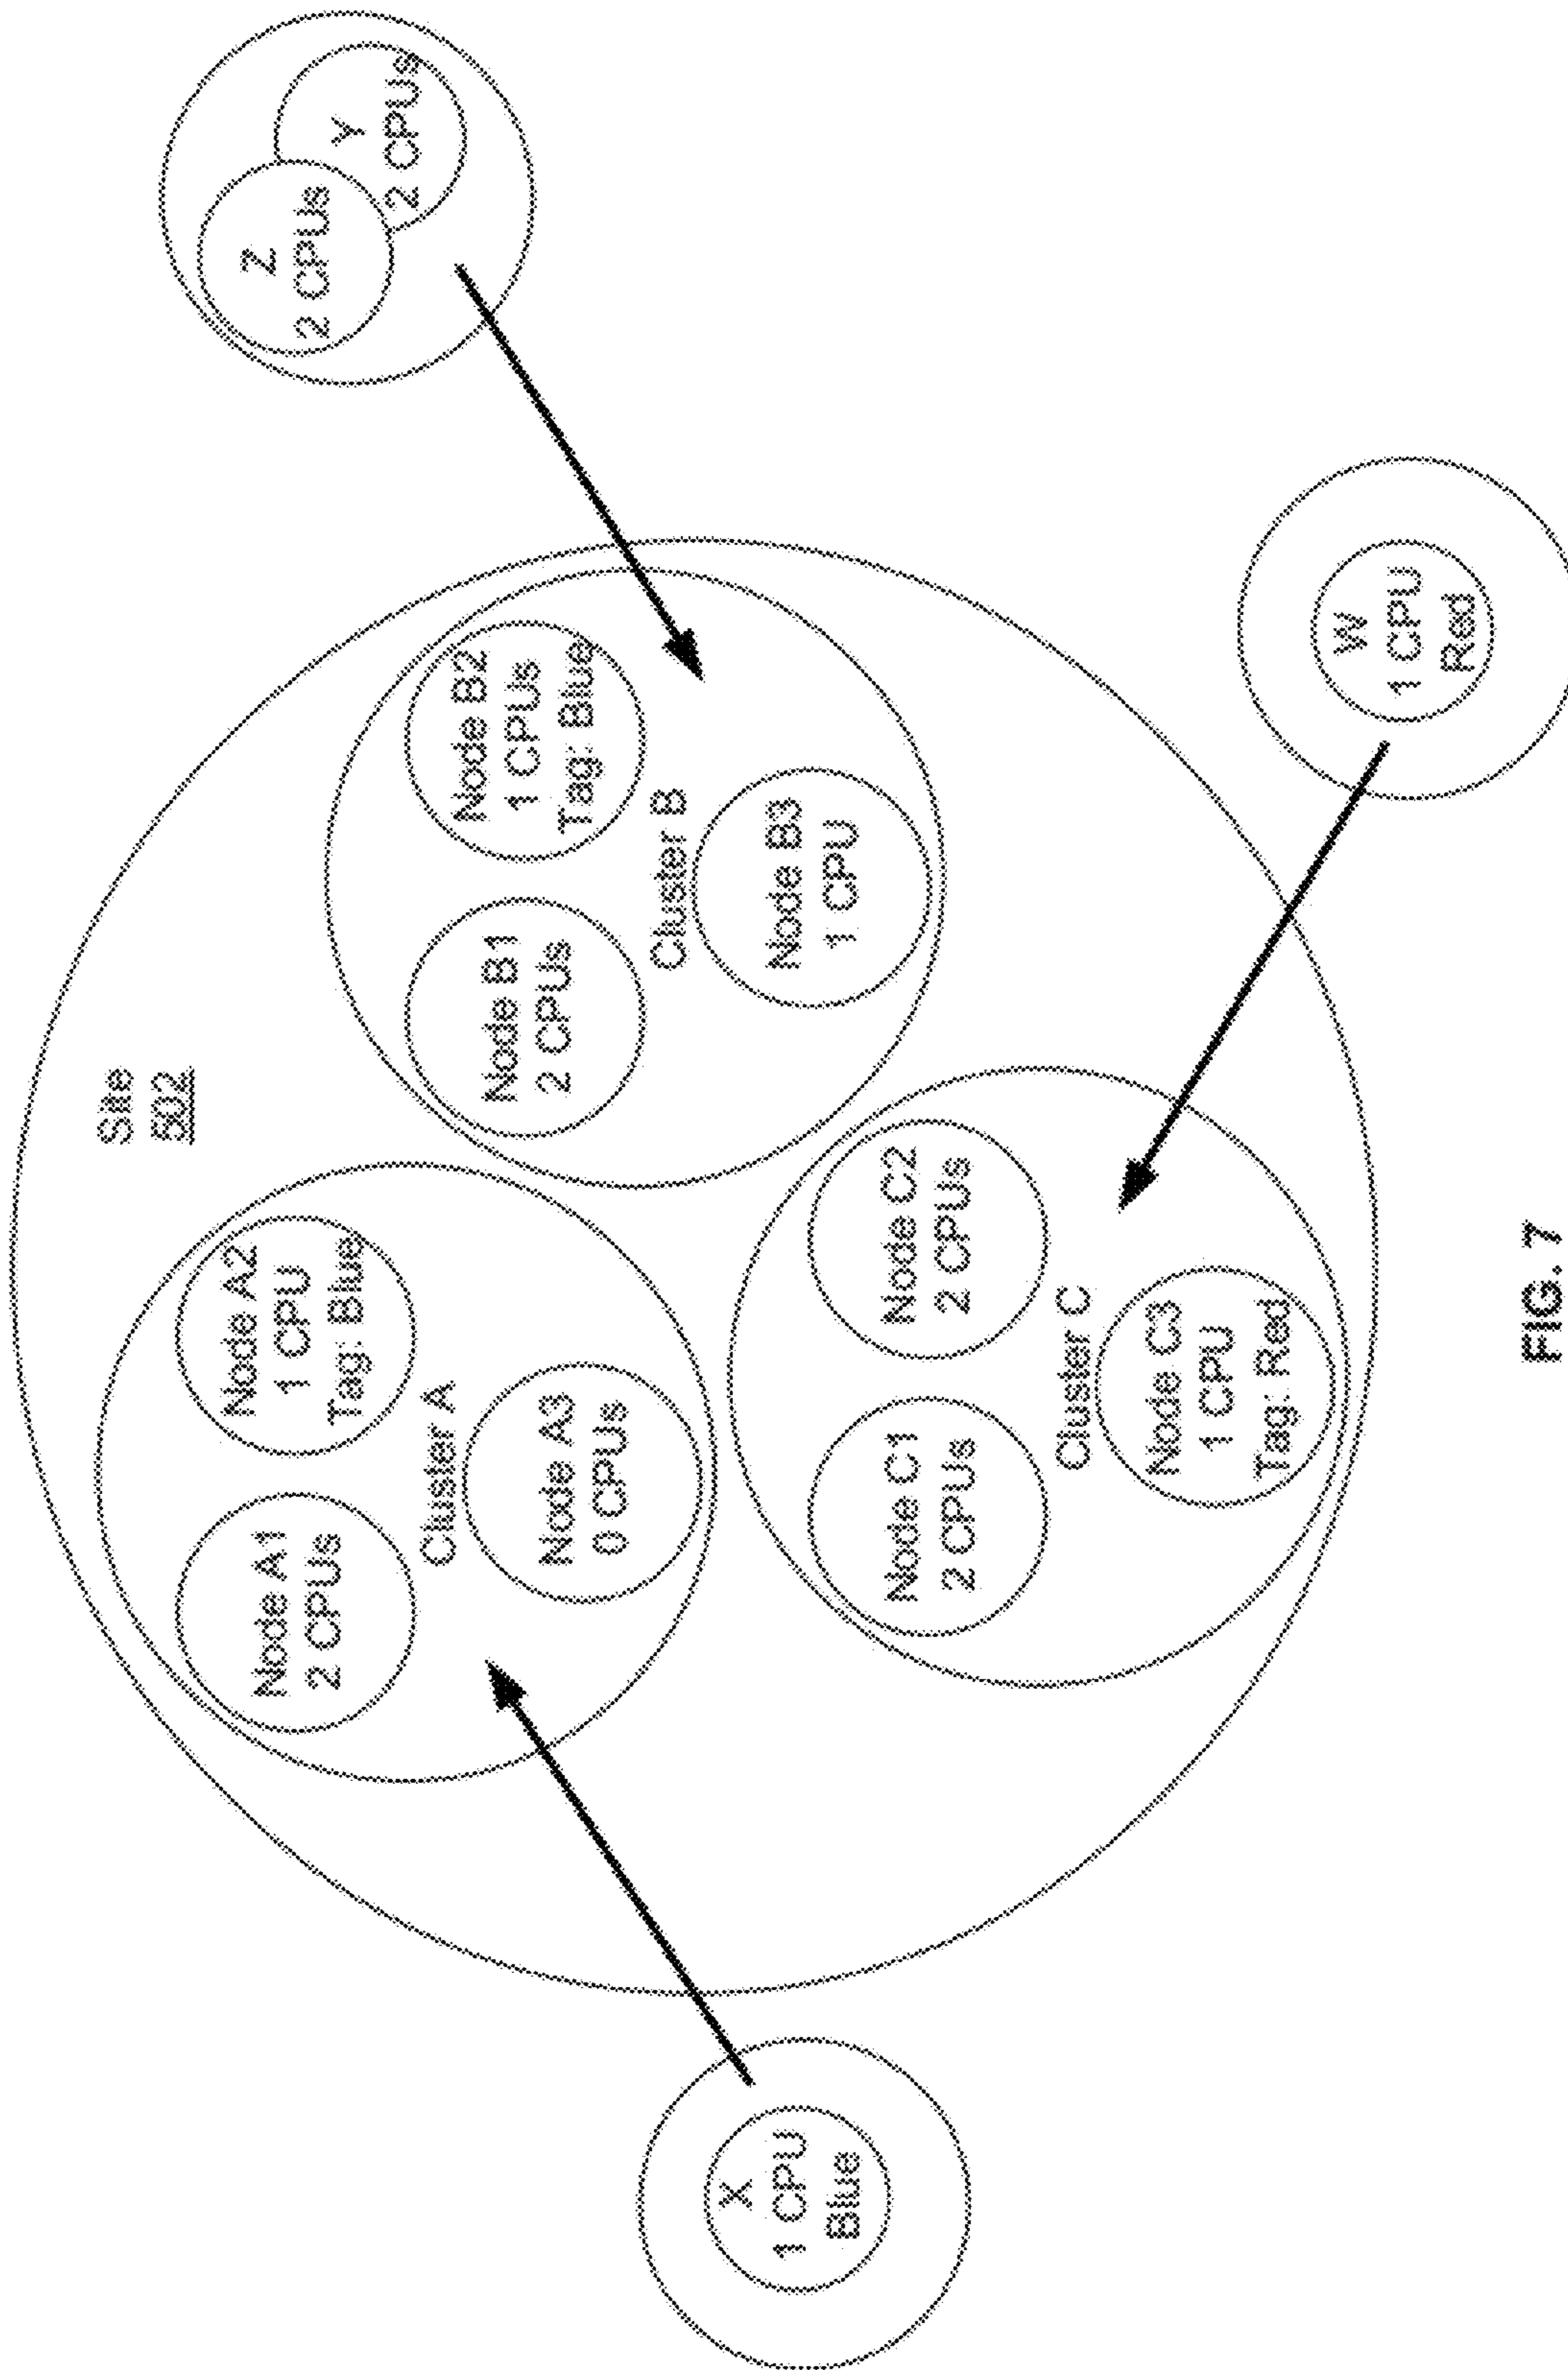 Site
502
Node A1
2 CPUs
Node A2
1 CPU
Tag: Blue
Cluster A
Node A3
0 CPUs
Node B1
2 CPUs
Node B2
1 CPUs
Tag: Blue
Cluster B
Node B3
1 CPU
Node C1
2 CPUs
Node C2
2 CPUs
Cluster C
Node C3
1 CPU
Tag: Red
X
1 CPU
Blue
Z
2 CPUs
Y
2 CPUs
W
1 CPU
Red
FIG. 7